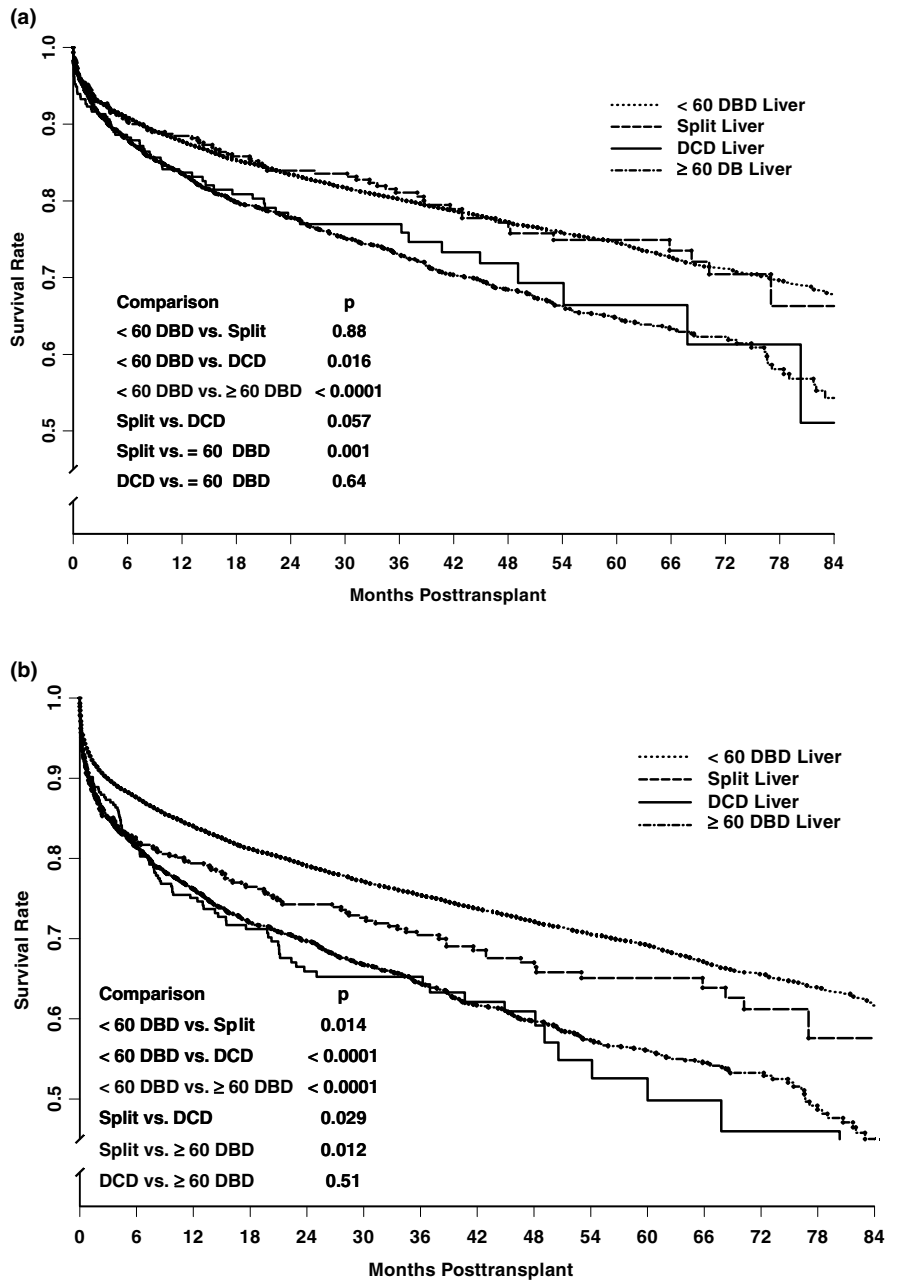 (a)
1.0
0.9
0.8
0.7
0.6
0.5
Survival Rate
< 60 DBD Liver
Split Liver
DCD Liver
≥ 60 DB Liver
Comparison p
< 60 DBD vs. Split 0.88
< 60 DBD vs. DCD 0.016
< 60 DBD vs. ≥ 60 DBD < 0.0001
Split vs. DCD 0.057
Split vs. = 60 DBD 0.001
DCD vs. = 60 DBD 0.64
0 6 12 18 24 30 36 42 48 54 60 66 72 78 84
Months Posttransplant
(b)
1.0
0.9
0.8
0.7
0.6
0.5
Survival Rate
< 60 DBD Liver
Split Liver
DCD Liver
≥ 60 DBD Liver
Comparison p
< 60 DBD vs. Split 0.014
< 60 DBD vs. DCD < 0.0001
< 60 DBD vs. ≥ 60 DBD < 0.0001
Split vs. DCD 0.029
Split vs. ≥ 60 DBD 0.012
DCD vs. ≥ 60 DBD 0.51
0 6 12 18 24 30 36 42 48 54 60 66 72 78 84
Months Posttransplant